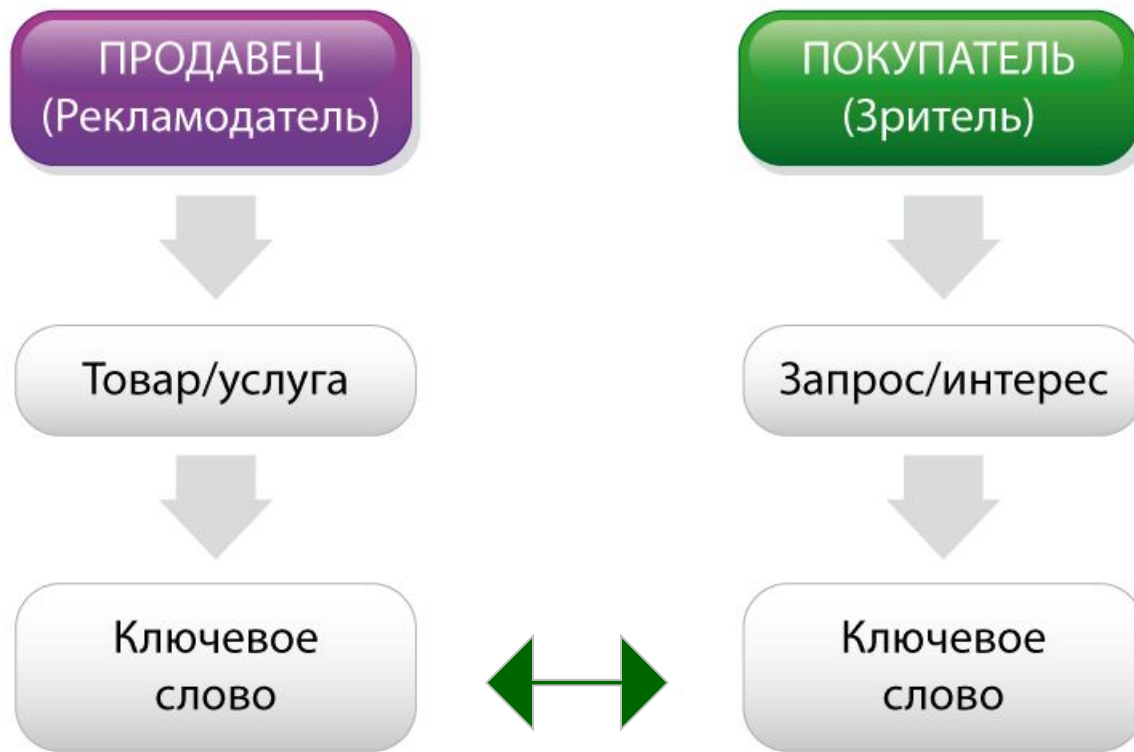 ПРОДАВЕЦ
(Рекламодатель)
ПОКУПАТЕЛЬ
(Зритель)
Товар/услуга
Запрос/интерес
Ключевое
слово
Ключевое
слово